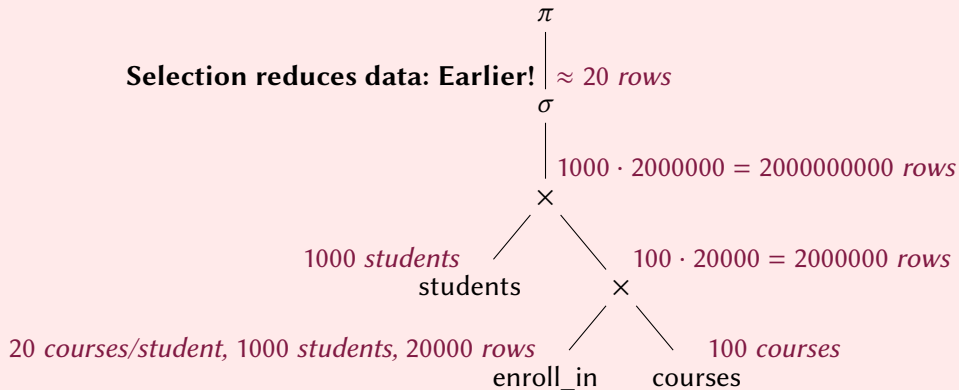 π
Selection reduces data: Earlier! ≈ 20 rows
σ
1000 · 2000000 = 2000000000 rows
×
1000 students
100 · 20000 = 2000000 rows
students
×
20 courses/student, 1000 students, 20000 rows
100 courses
enroll_in
courses